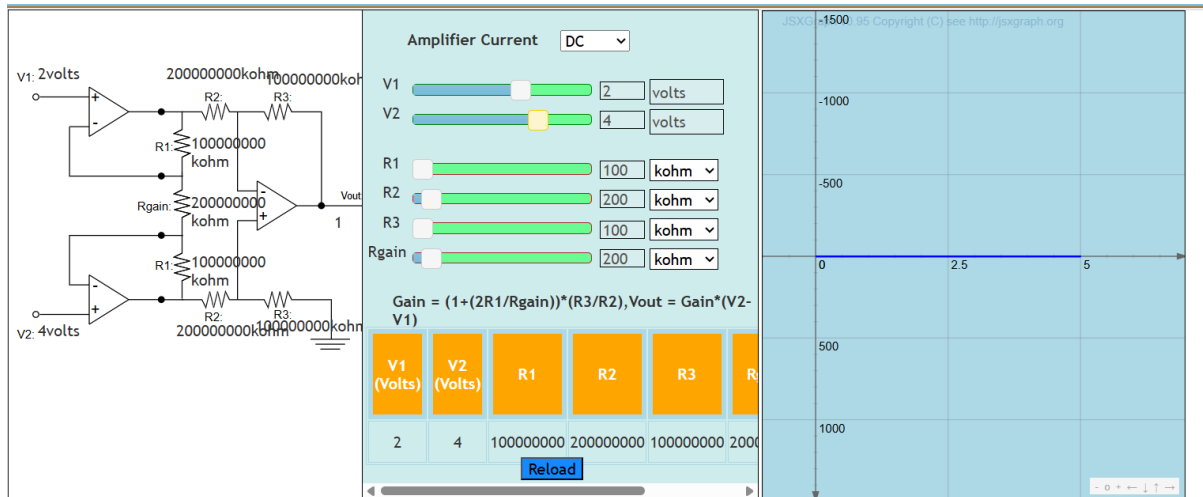 V1: 2volts
200000000kohm
100000000koh
R2:
R3:
+
-
R1:
100000000
kohm
Rgain:
200000000
kohm
-
+
Vout
1
R1:
100000000
kohm
-
+
R2:
R3:
200000000kohm
100000000kohm
V2: 4volts
Amplifier Current DC
V1 2 volts
V2 4 volts
R1 100 kohm
R2 200 kohm
R3 100 kohm
Rgain 200 kohm
Gain = (1+(2R1/Rgain))*(R3/R2),Vout = Gain*(V2-
V1)
V1 (Volts) V2 (Volts) R1 R2 R3
2 4 100000000 200000000 100000000 2000
Reload
-1500
-1000
-500
0 2.5 5
500
1000
- o + ← ↓ ↑ →